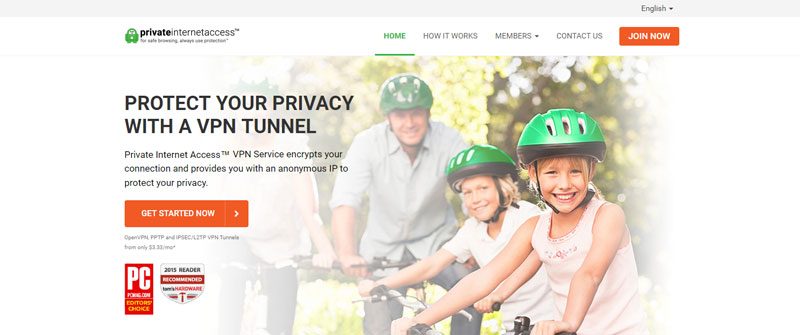 English
privateinternetaccess™
for safe browsing, always use protection™
HOME
HOW IT WORKS
MEMBERS
CONTACT US
JOIN NOW
PROTECT YOUR PRIVACY
WITH A VPN TUNNEL
Private Internet Access™ VPN Service encrypts your
connection and provides you with an anonymous IP to
protect your privacy.
GET STARTED NOW
OpenVPN, PPTP and IPSEC/L2TP VPN Tunnels
from only $3.33/mo*
PC
PCMAG.COM
EDITORS'
CHOICE
2015 READER
RECOMMENDED
tom'sHARDWARE